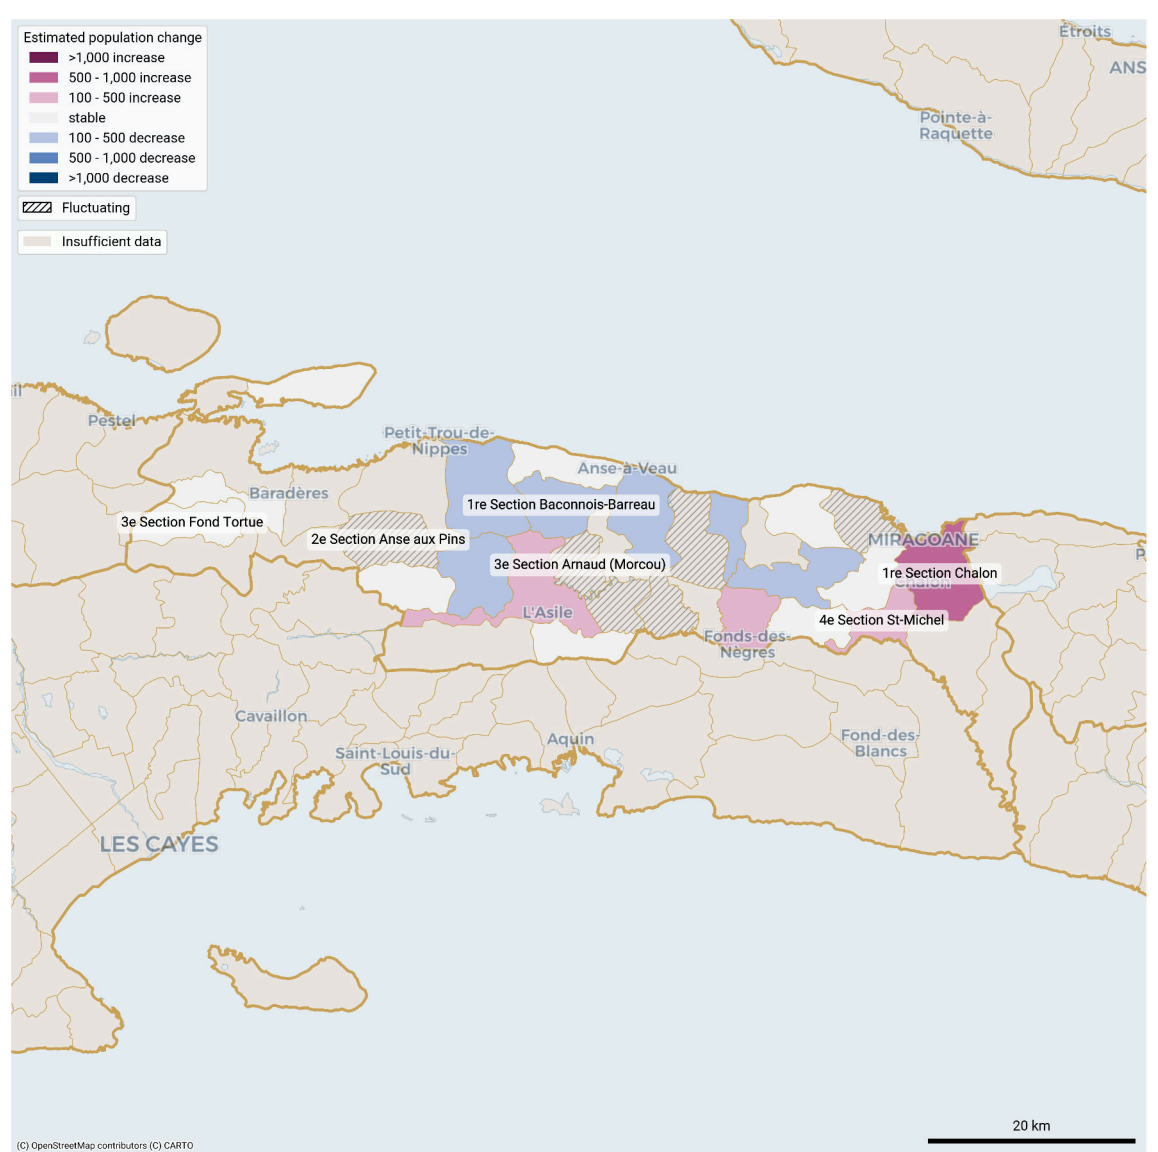 Estimated population change
>1,000 increase
500 - 1,000 increase
100 - 500 increase
stable
100 - 500 decrease
500 - 1,000 decrease
>1,000 decrease
Fluctuating
Insufficient data
Étroits
ANS
Pointe-à-
Raquette
il
Pestel
Petit-Trou-de-
Nippes
Anse-à-Veau
Baradères
1re Section Baconnois-Barreau
3e Section Fond Tortue
2e Section Anse aux Pins
MIRAGOANE
P
3e Section Arnaud (Morcou)
1re Section Chalon
Chalon
L'Asile
4e Section St-Michel
Fonds-des-
Nègres
Cavaillon
Aquin
Fond-des-
Blancs
Saint-Louis-du-
Sud
LES CAYES
20 km
(C) OpenStreetMap contributors (C) CARTO